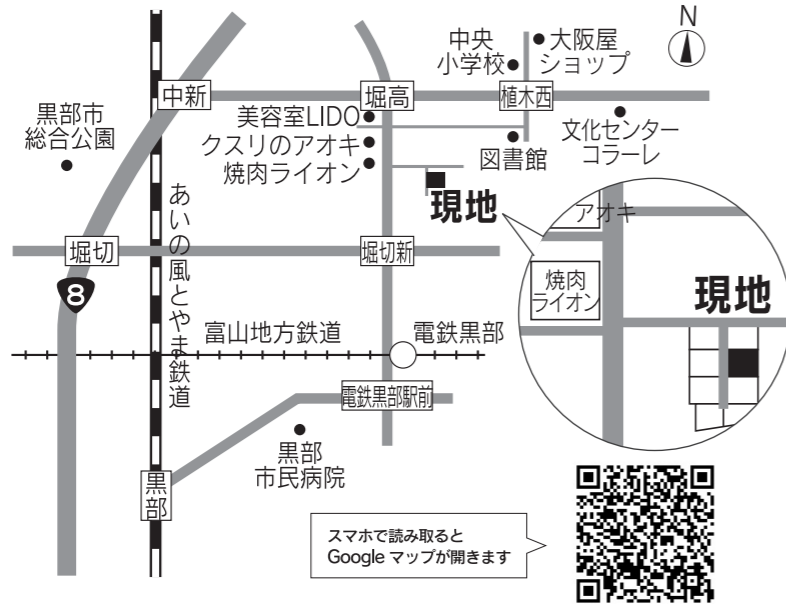 N
中央
小学校
大阪屋
ショップ
中新
堀高
植木西
黒部市
総合公園
美容室LIDO
クスリのアオキ
焼肉ライオン
図書館
文化センター
コラーレ
現地
あいの風とやま鉄道
堀切
堀切新
8
アオキ
焼肉
ライオン
現地
富山地方鉄道
電鉄黒部
電鉄黒部駅前
黒部
市民病院
黒部
スマホで読み取ると
Google マップが開きます